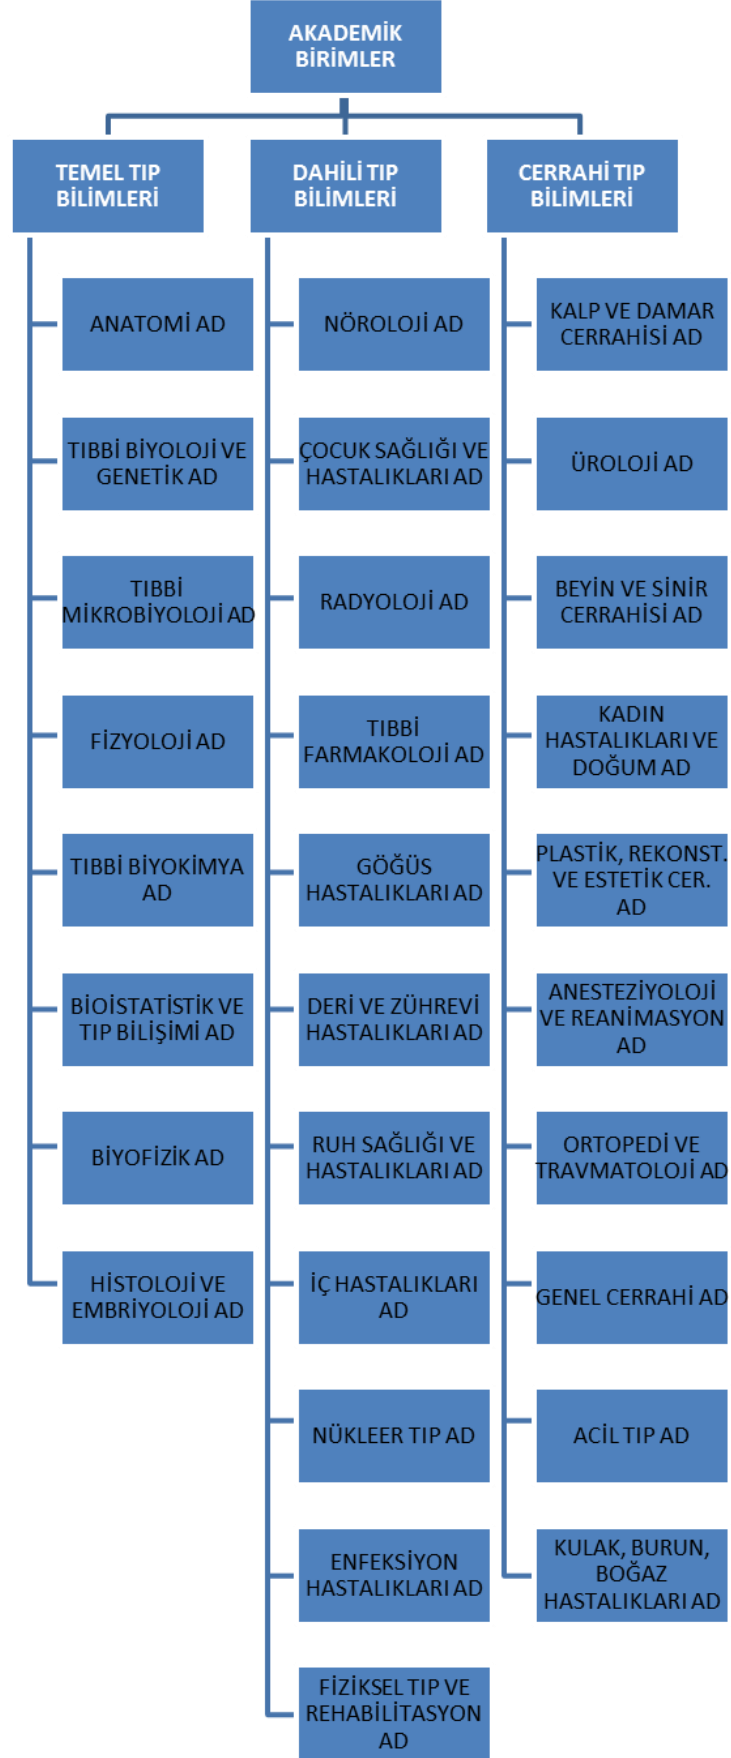 AKADEMİK
BİRİMLER
TEMEL TIP
BİLİMLERİ
ANATOMİ AD
TIBBİ BİYOLOJİ VE
GENETİK AD
TIBBİ
MİKROBİYOLOJİ AD
FİZYOLOJİ AD
TIBBİ BİYOKİMYA
AD
BİOİSTATİSTİK VE
TIP BİLİŞİMİ AD
BİYOFİZİK AD
HİSTOLOJİ VE
EMBRİYOLOJİ AD
DAHİLİ TIP
BİLİMLERİ
NÖROLOJİ AD
ÇOCUK SAĞLIĞI VE
HASTALIKLARI AD
RADYOLOJİ AD
TIBBİ
FARMAKOLOJİ AD
GÖĞÜS
HASTALIKLARI AD
DERİ VE ZÜHREVİ
HASTALIKLARI AD
RUH SAĞLIĞI VE
HASTALIKLARI AD
İÇ HASTALIKLARI
AD
NÜKLEER TIP AD
ENFEKSİYON
HASTALIKLARI AD
FİZİKSEL TIP VE
REHABİLİTASYON
AD
CERRAHİ TIP
BİLİMLERİ
KALP VE DAMAR
CERRAHİSİ AD
ÜROLOJİ AD
BEYİN VE SİNİR
CERRAHİSİ AD
KADIN
HASTALIKLARI VE
DOĞUM AD
PLASTİK, REKONST.
VE ESTETİK CER.
AD
ANESTEZİYOLOJİ
VE REANİMASYON
AD
ORTOPEDİ VE
TRAVMATOLOJİ AD
GENEL CERRAHİ AD
ACİL TIP AD
KULAK, BURUN,
BOĞAZ
HASTALIKLARI AD